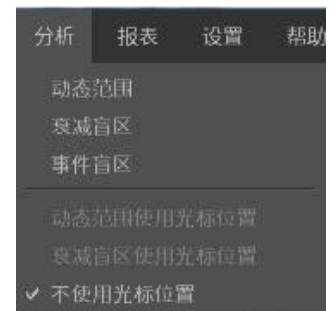 分析 报表 设置 帮助
动态范围
衰减盲区
事件盲区
动态范围使用光标位置
衰减盲区使用光标位置
✓ 不使用光标位置